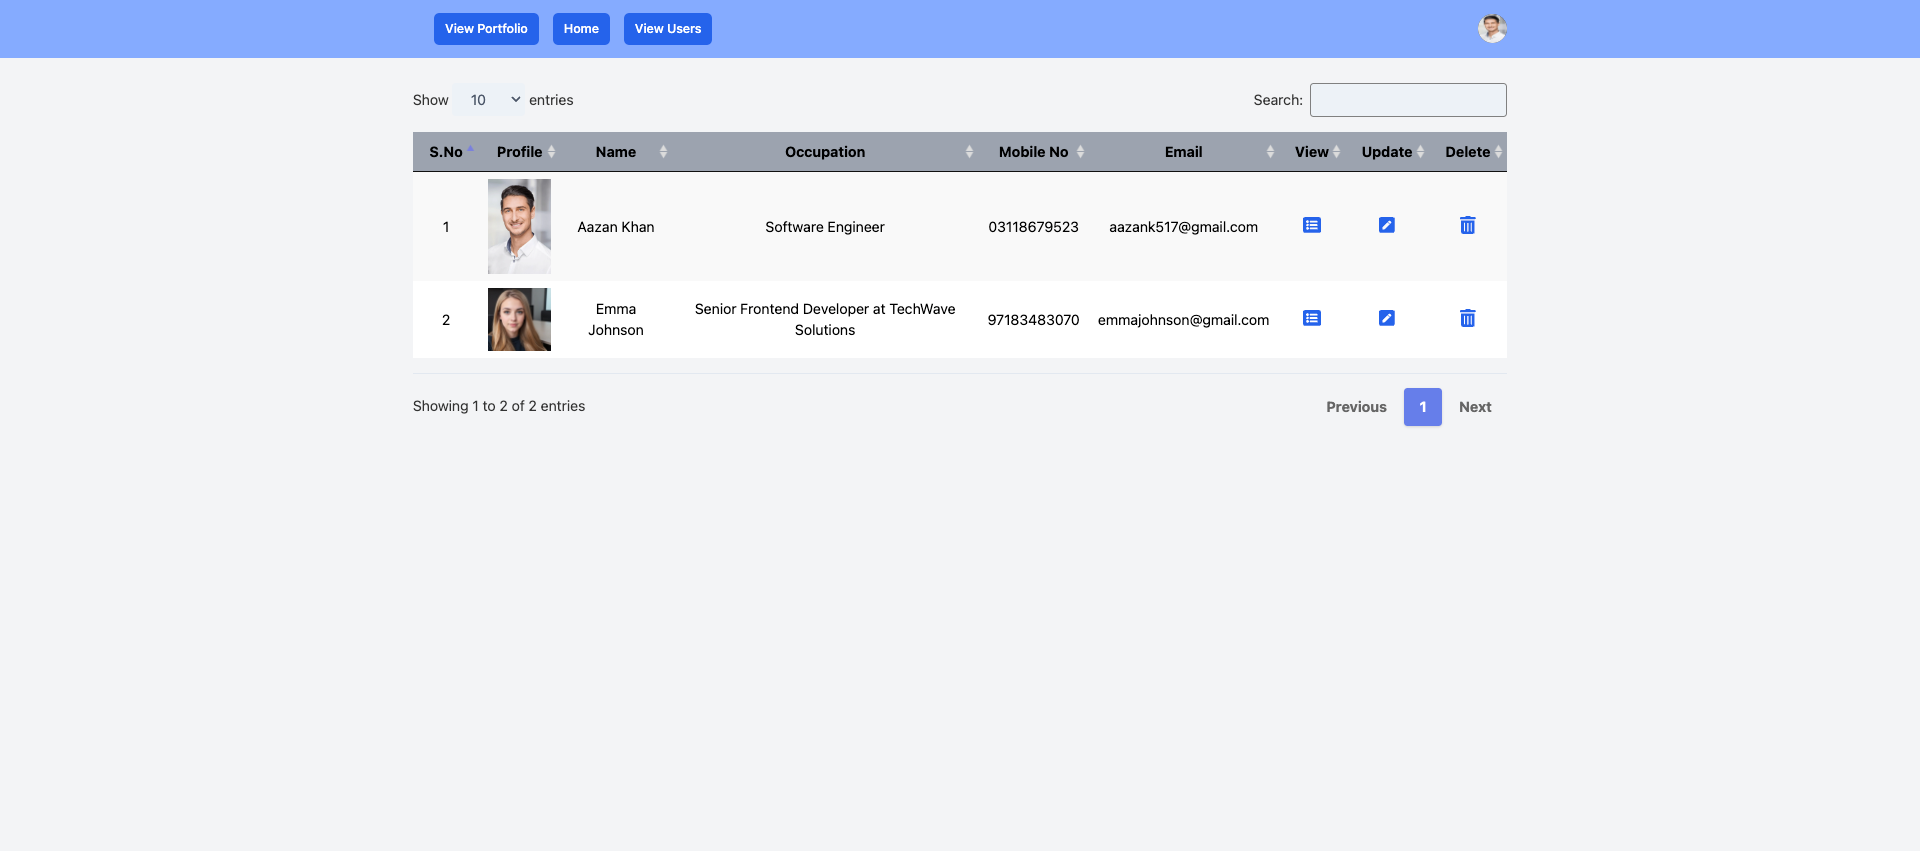 View Portfolio Home View Users
Show 10 entries Search:
S.No Profile Name Occupation Mobile No Email View Update Delete
1 Aazan Khan Software Engineer 03118679523 aazank517@gmail.com
2 Emma Johnson Senior Frontend Developer at TechWave Solutions 97183483070 emmajohnson@gmail.com
Showing 1 to 2 of 2 entries Previous 1 Next